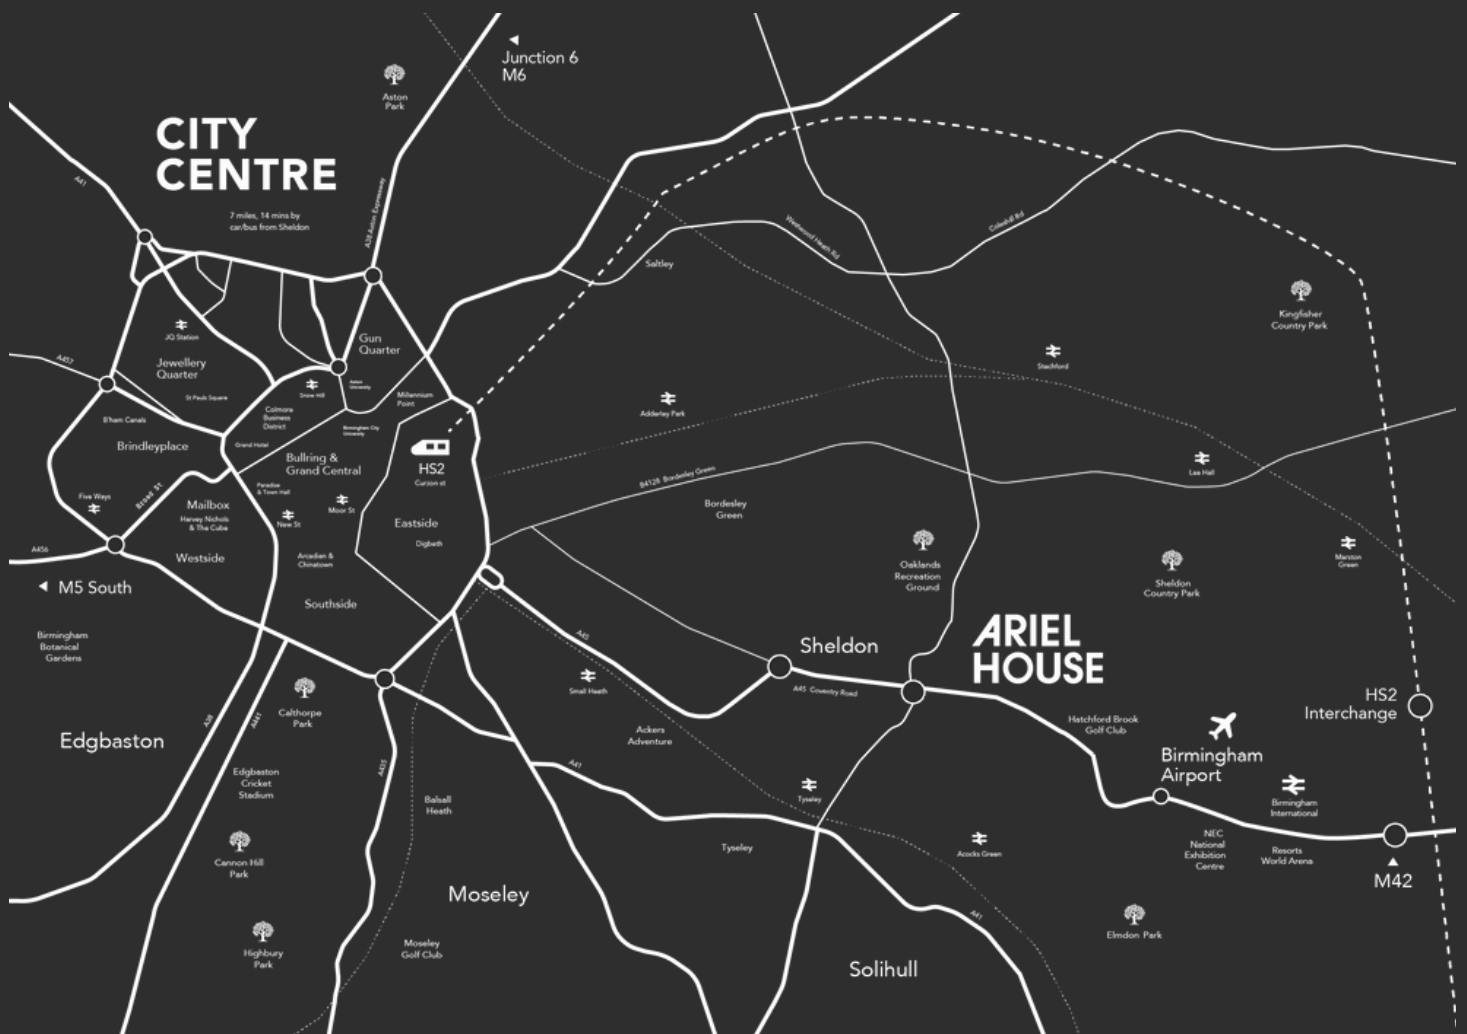 Junction 6
M6
Aston
Park
CITY
CENTRE
7 miles, 14 mins by
car/bus from Sheldon
A41
A38 Aston Expressway
Saltley
Westwood Heath Rd
Coleshill Rd
Kingfisher
Country Park
JQ Station
Jewellery
Quarter
St Pauls Square
A457
Gun
Quarter
Snow Hill
Aston
University
Millennium
Point
Colmore
Business
District
Birmingham City
University
Grand Hotel
B'ham Canals
Brindleyplace
Bullring &
Grand Central
HS2
Curzon st
Adderley Park
Stechford
Lea Hall
B4128 Bordesley Green
Bordesley
Green
Five Ways
Broad St
Paradise
& Town Hall
Mailbox
Harvey Nichols
& The Cube
New St
Moor St
Eastside
Digbeth
A456
M5 South
Westside
Arcadian &
Chinatown
Southside
Oaklands
Recreation
Ground
Sheldon
Country Park
Marston
Green
Birmingham
Botanical
Gardens
A45
Sheldon
ARIEL
HOUSE
A45 Coventry Road
Small Heath
Calthorpe
Park
A38
A441
Edgbaston
Ackers
Adventure
Hatchford Brook
Golf Club
HS2
Interchange
Birmingham
Airport
Birmingham
International
Edgbaston
Cricket
Stadium
A435
A41
Balsall
Heath
Tyseley
Tyseley
Acocks Green
NEC
National
Exhibition
Centre
Resorts
World Arena
M42
Cannon Hill
Park
Moseley
A41
Elmdon Park
Highbury
Park
Moseley
Golf Club
Solihull